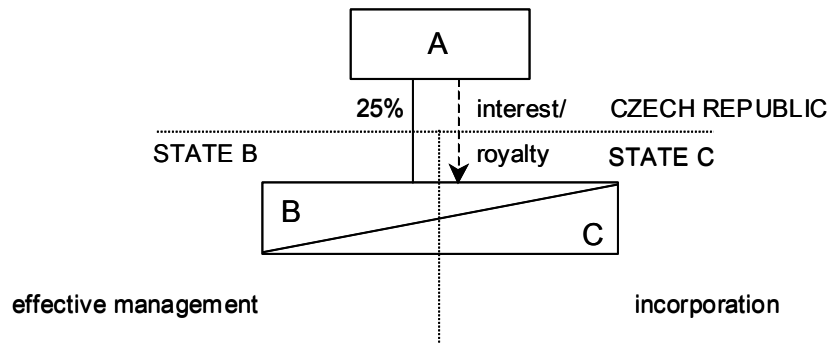 A
25% interest/ CZECH REPUBLIC
STATE B royalty STATE C
B
C
effective management incorporation